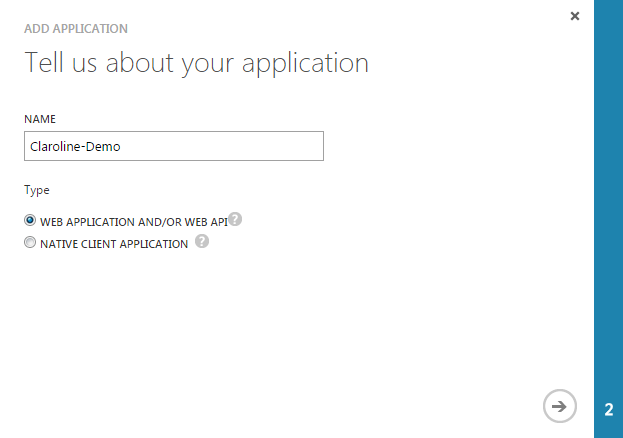 ADD APPLICATION
Tell us about your application
NAME
Claroline-Demo
Type
WEB APPLICATION AND/OR WEB API ?
NATIVE CLIENT APPLICATION ?
2